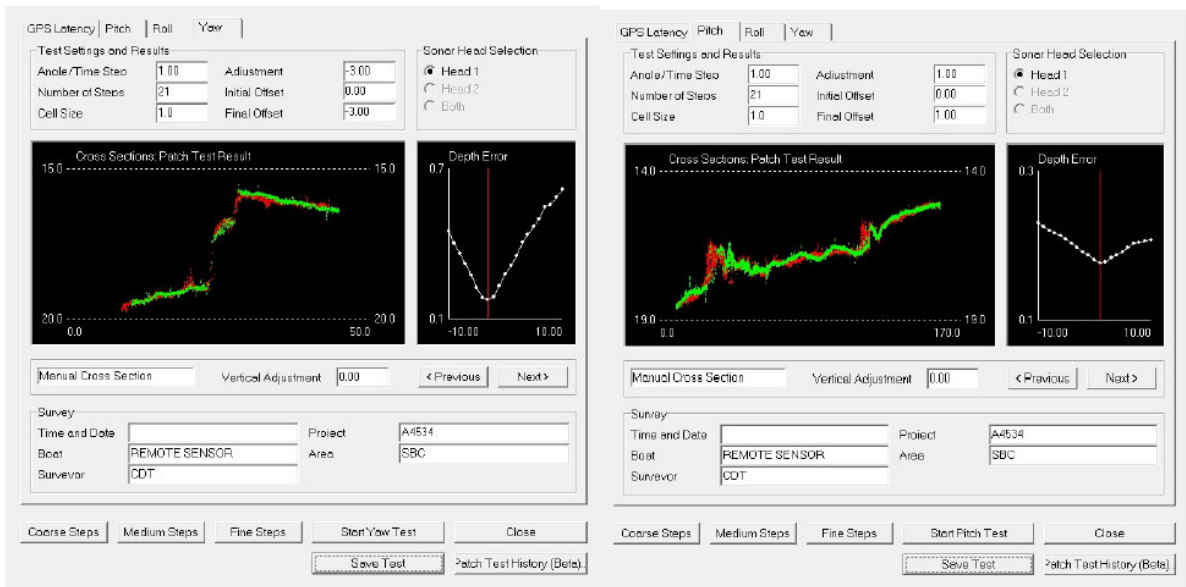 GPS Latency Pitch Roll Yaw
Test Settings and Results
Sonar Head Selection
Angle/Time Step 1.00 Adjustment -3.00
Head 1
Number of Steps 21 Initial Offset 0.00
Head 2
Cell Size 1.0 Final Offset -3.00
Both
Cross Sections: Patch Test Result
Depth Error
15.0 15.0
0.7
20.0 20.0
0.1
0.0 50.0
-10.00 10.00
Manual Cross Section Vertical Adjustment 0.00 < Previous Next >
Survey
Time and Date Project A4534
Boat REMOTE SENSOR Area SBC
Surveyor CDT
Coarse Steps Medium Steps Fine Steps Start Yaw Test Close
Save Test Patch Test History (Beta)..
GPS Latency Pitch Roll Yaw
Test Settings and Results
Sonar Head Selection
Angle/Time Step 1.00 Adjustment 1.00
Head 1
Number of Steps 21 Initial Offset 0.00
Head 2
Cell Size 1.0 Final Offset 1.00
Both
Cross Sections: Patch Test Result
Depth Error
14.0 14.0
0.3
19.0 19.0
0.1
0.0 170.0
-10.00 10.00
Manual Cross Section Vertical Adjustment 0.00 < Previous Next >
Survey
Time and Date Project A4534
Boat REMOTE SENSOR Area SBC
Surveyor CDT
Coarse Steps Medium Steps Fine Steps Start Pitch Test Close
Save Test Patch Test History (Beta)..